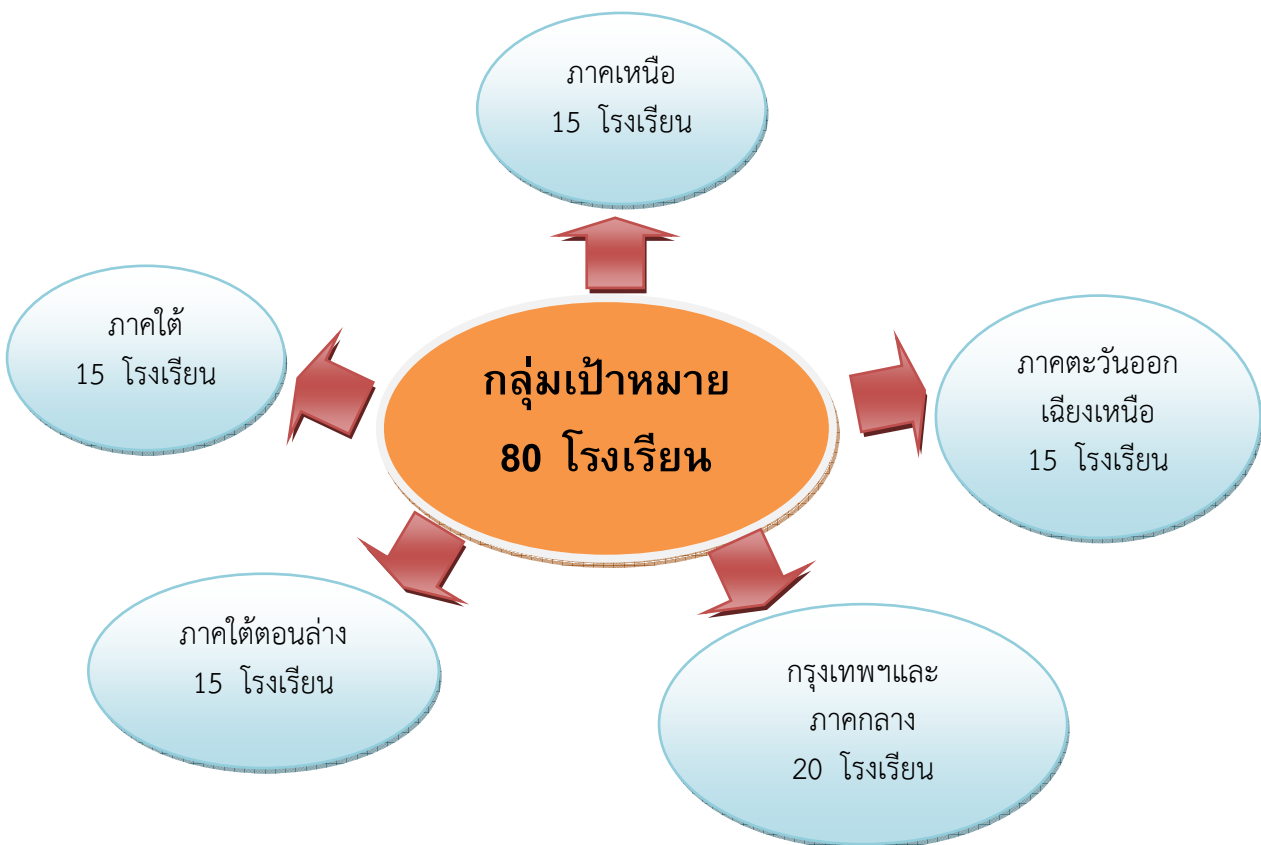 ภาคเหนือ
15 โรงเรียน
ภาคใต้
15 โรงเรียน
กลุ่มเป้าหมาย
80 โรงเรียน
ภาคตะวันออก
เฉียงเหนือ
15 โรงเรียน
ภาคใต้ตอนล่าง
15 โรงเรียน
กรุงเทพฯและ
ภาคกลาง
20 โรงเรียน